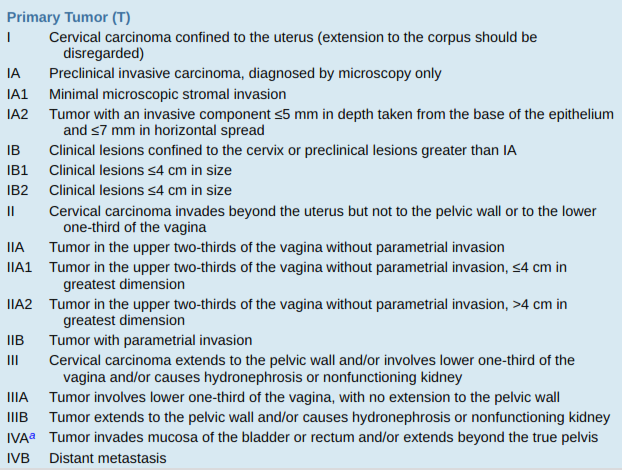 Primary Tumor (T)
I Cervical carcinoma confined to the uterus (extension to the corpus should be
disregarded)
IA Preclinical invasive carcinoma, diagnosed by microscopy only
IA1 Minimal microscopic stromal invasion
IA2 Tumor with an invasive component ≤5 mm in depth taken from the base of the epithelium
and ≤7 mm in horizontal spread
IB Clinical lesions confined to the cervix or preclinical lesions greater than IA
IB1 Clinical lesions ≤4 cm in size
IB2 Clinical lesions ≤4 cm in size
II Cervical carcinoma invades beyond the uterus but not to the pelvic wall or to the lower
one-third of the vagina
IIA Tumor in the upper two-thirds of the vagina without parametrial invasion
IIA1 Tumor in the upper two-thirds of the vagina without parametrial invasion, ≤4 cm in
greatest dimension
IIA2 Tumor in the upper two-thirds of the vagina without parametrial invasion, >4 cm in
greatest dimension
IIB Tumor with parametrial invasion
III Cervical carcinoma extends to the pelvic wall and/or involves lower one-third of the
vagina and/or causes hydronephrosis or nonfunctioning kidney
IIIA Tumor involves lower one-third of the vagina, with no extension to the pelvic wall
IIIB Tumor extends to the pelvic wall and/or causes hydronephrosis or nonfunctioning kidney
IVAa Tumor invades mucosa of the bladder or rectum and/or extends beyond the true pelvis
IVB Distant metastasis